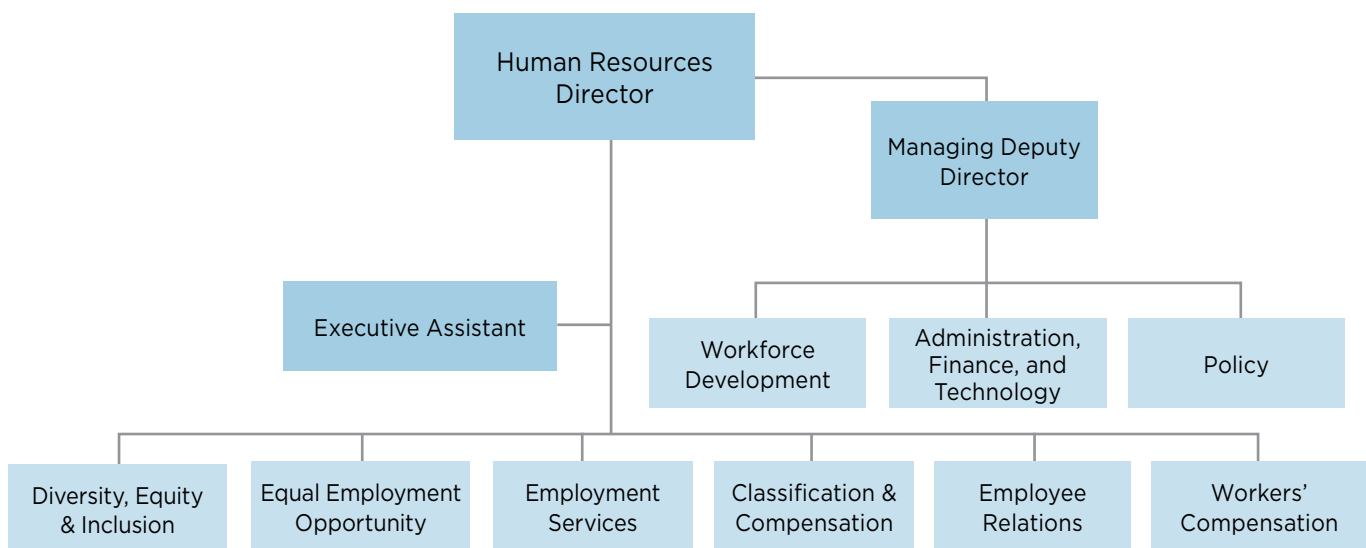 Human Resources
Director
Managing Deputy
Director
Executive Assistant
Workforce
Development
Administration,
Finance, and
Technology
Policy
Diversity, Equity
& Inclusion
Equal Employment
Opportunity
Employment
Services
Classification &
Compensation
Employee
Relations
Workers’
Compensation